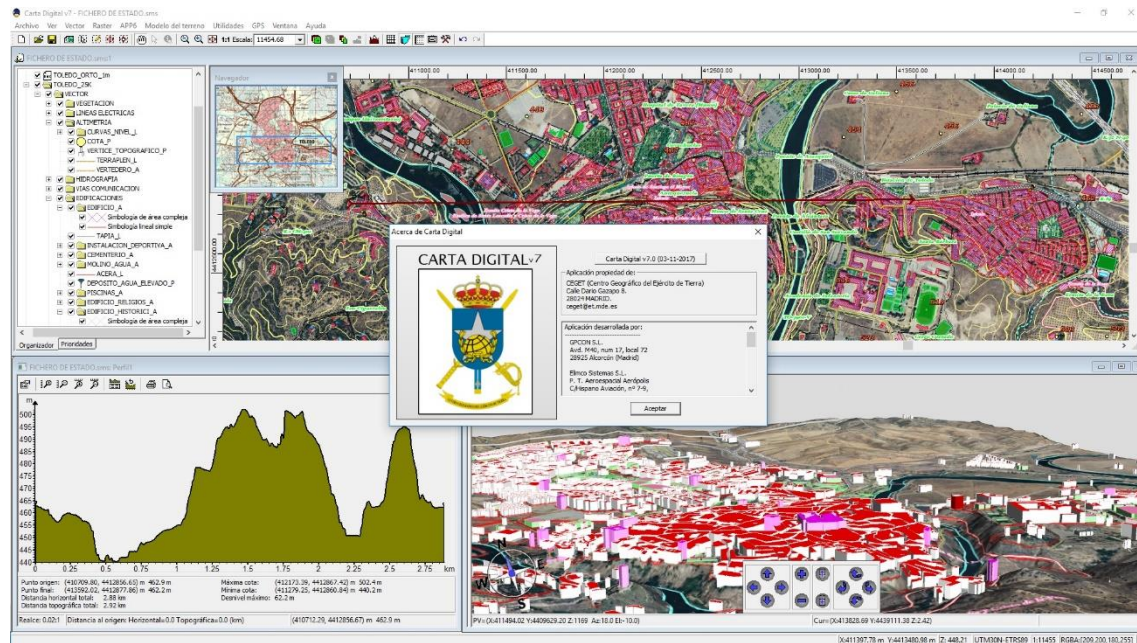 Carta Digital v7 - FICHERO DE ESTADO.sms
Archivo Ver Vector Raster APP6 Modelo del terreno Utilidades GPS Ventana Ayuda
1:1 Escala: 11454.68
FICHERO DE ESTADO.sms:1
TOLEDO_ORTO_1m
TOLEDO_25K
VECTOR
VEGETACION
LINEAS ELECTRICAS
ALTIMETRIA
CURVAS_NIVEL_L
COTA_P
VERTICE_TOPOGRAFICO_P
TERRAPLEN_L
VERTEDERO_A
HIDROGRAFIA
VIAS COMUNICACION
EDIFICACIONES
EDIFICIO_A
Simbología de área compleja
Simbología lineal simple
TAPIA_L
INSTALACION_DEPORTIVA_A
CEMENTERIO_A
MOLINO_AGUA_A
ACERA_L
DEPOSITO_AGUA_ELEVADO_P
PISCINAS_A
EDIFICIO_RELIGIOS_A
EDIFICIO_HISTORICI_A
Simbología de área compleja
Organizador Prioridades
Navegador
TOLEDO
411000.00 411500.00 412000.00 412500.00 413000.00 413500.00 414000.00 414500.00
Acerca de Carta Digital
CARTA DIGITAL v7
Carta Digital v7.0 (03-11-2017)
Aplicación propiedad de:
CEGET (Centro Geográfico del Ejército de Tierra)
Calle Darío Gazapo 8.
28024 MADRID.
ceget@et.mde.es
Aplicación desarrollada por:
GPCON S.L.
Avd. M40, num 17, local 72
28925 Alcorcón (Madrid)
Elimco Sistemas S.L.
P. T. Aeroespacial Aerópolis
C/Hispano Aviación, nº 7-9,
Aceptar
FICHERO DE ESTADO.sms: Perfil1
m
500
495
490
485
480
475
470
465
460
455
450
445
440
0 0.25 0.5 0.75 1 1.25 1.5 1.75 2 2.25 2.5 2.75 km
Punto origen: (410709.80, 4412856.65) m 462.9 m
Punto final: (413592.02, 4412877.86) m 462.2 m
Distancia horizontal total: 2.88 km
Distancia topográfica total: 2.92 km
Máxima cota: (412173.39, 4412867.42) m 502.4 m
Mínima cota: (411279.25, 4412860.84) m 440.2 m
Desnivel máximo: 62.2 m
Realce: 0.02:1 Distancia al origen: Horizontal=0.0 Topográfica=0.0 (km) (410712.29, 4412856.67) m 462.9 m
N
W
S
PV=(X:411494.02 Y:4409629.20 Z:1169 Az:18.0 El:-10.0)
Cur=(X:413828.69 Y:4439111.38 Z:2.42)
X:411397.78 m Y:4413480.98 m Z: 448.21 UTM30N-ETRS89 1:11455 RGBA:(209,200,180,255)